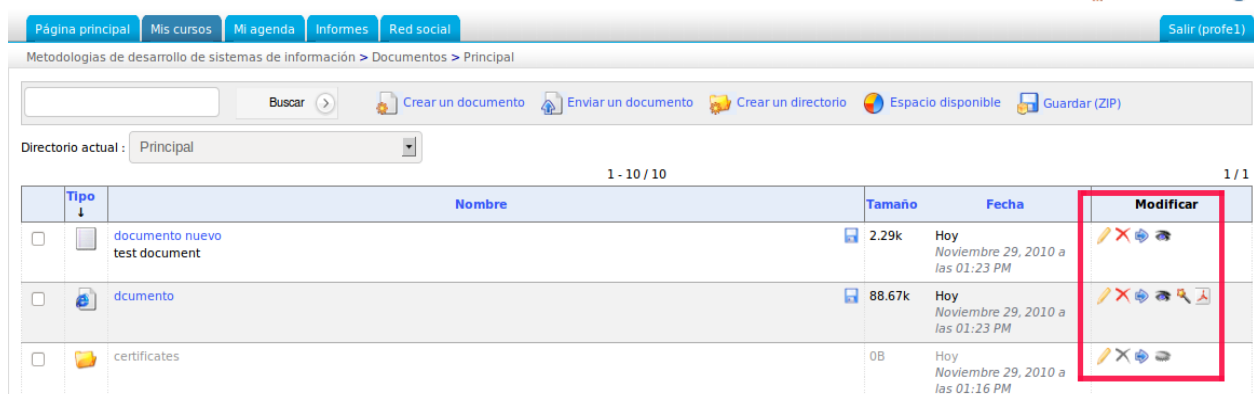 Página principal Mis cursos Mi agenda Informes Red social Salir (profe1)
Metodologias de desarrollo de sistemas de información > Documentos > Principal
Buscar Crear un documento Enviar un documento Crear un directorio Espacio disponible Guardar (ZIP)
Directorio actual : Principal
1 - 10 / 10 1 / 1
Tipo ↓ Nombre Tamaño Fecha Modificar
documento nuevo 2.29k Hoy
test document Noviembre 29, 2010 a
las 01:23 PM
dcumento 88.67k Hoy
Noviembre 29, 2010 a
las 01:23 PM
certificates 0B Hoy
Noviembre 29, 2010 a
las 01:16 PM